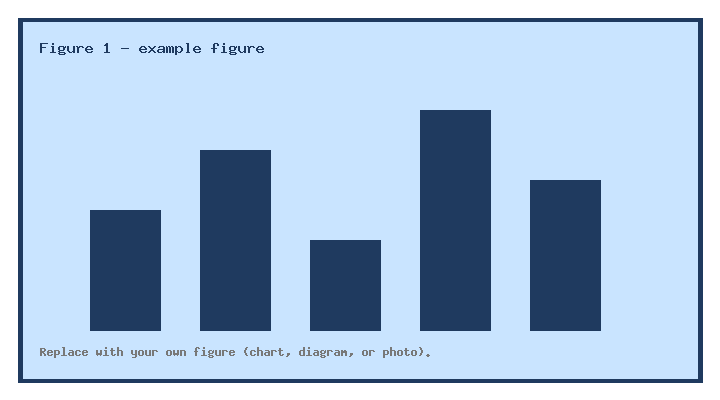 Figure 1 — example figure
Replace with your own figure (chart, diagram, or photo).